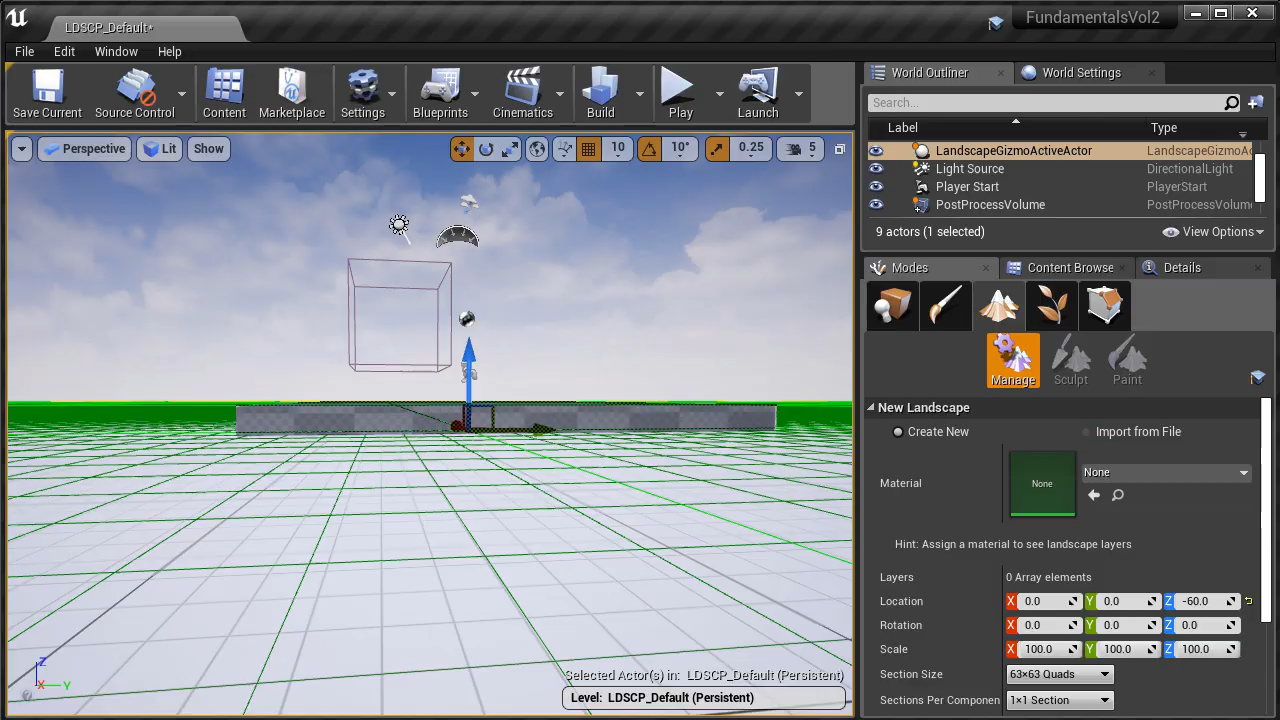 LDSCP_Default*
FundamentalsVol2
File Edit Window Help
Save Current Source Control Content Marketplace Settings Blueprints Cinematics Build Play Launch
World Outliner World Settings
Search...
Label Type
LandscapeGizmoActiveActor LandscapeGizmoAc
Light Source DirectionalLight
Player Start PlayerStart
PostProcessVolume PostProcessVolume
9 actors (1 selected) View Options
Perspective Lit Show 10 10° 0.25 5
Modes Content Browse Details
Manage Sculpt Paint
New Landscape
Create New Import from File
Material None None
Hint: Assign a material to see landscape layers
Layers 0 Array elements
Location X 0.0 Y 0.0 Z -60.0
Rotation X 0.0 Y 0.0 Z 0.0
Scale X 100.0 Y 100.0 Z 100.0
Section Size 63×63 Quads
Sections Per Componen 1×1 Section
Z
X Y
Selected Actor(s) in: LDSCP_Default (Persistent)
Level: LDSCP_Default (Persistent)